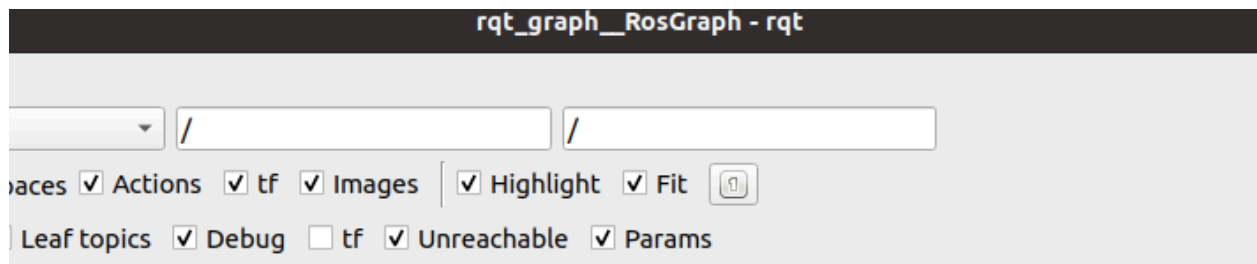 rqt_graph__RosGraph - rqt
/ /
Actions tf Images Highlight Fit
Leaf topics Debug tf Unreachable Params